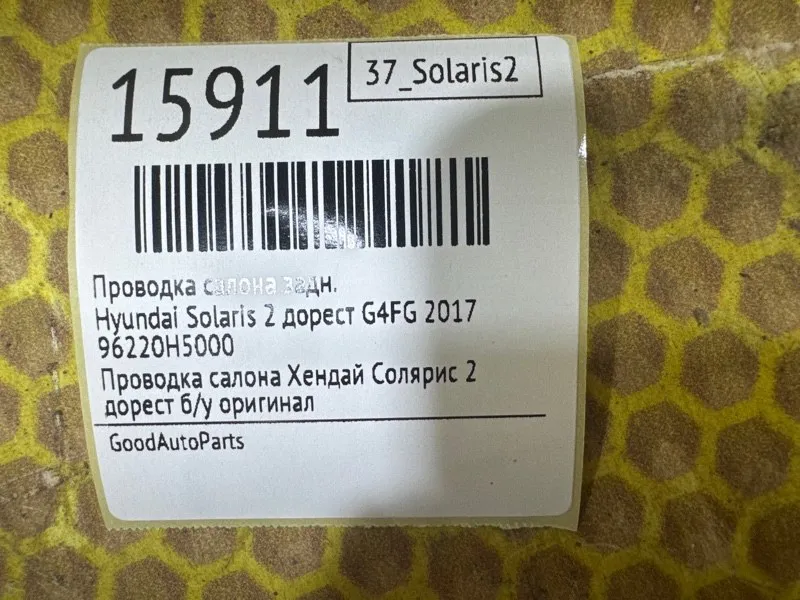 15911
37_Solaris2
Проводка салона задн.
Hyundai Solaris 2 дорест G4FG 2017
96220H5000
Проводка салона Хендай Солярис 2
дорест б/у оригинал
GoodAutoParts